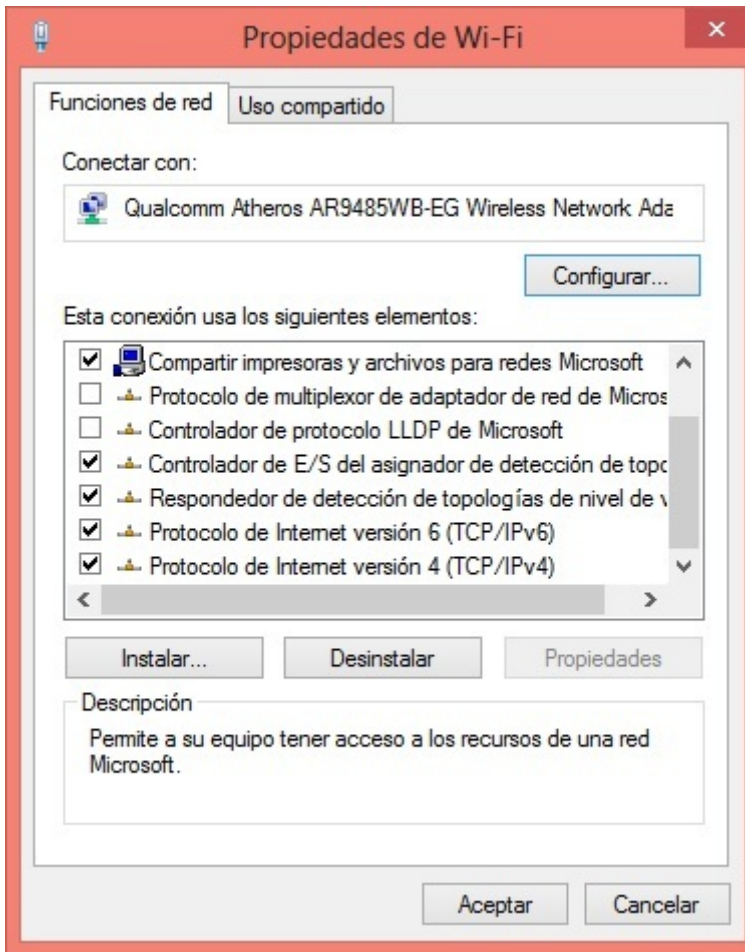 Propiedades de Wi-Fi
Funciones de red
Uso compartido
Conectar con:
Qualcomm Atheros AR9485WB-EG Wireless Network Ada
Configurar...
Esta conexión usa los siguientes elementos:
Compartir impresoras y archivos para redes Microsoft
Protocolo de multiplexor de adaptador de red de Micros
Controlador de protocolo LLDP de Microsoft
Controlador de E/S del asignador de detección de topo
Respondedor de detección de topologías de nivel de v
Protocolo de Internet versión 6 (TCP/IPv6)
Protocolo de Internet versión 4 (TCP/IPv4)
Instalar...
Desinstalar
Propiedades
Descripción
Permite a su equipo tener acceso a los recursos de una red
Microsoft.
Aceptar
Cancelar